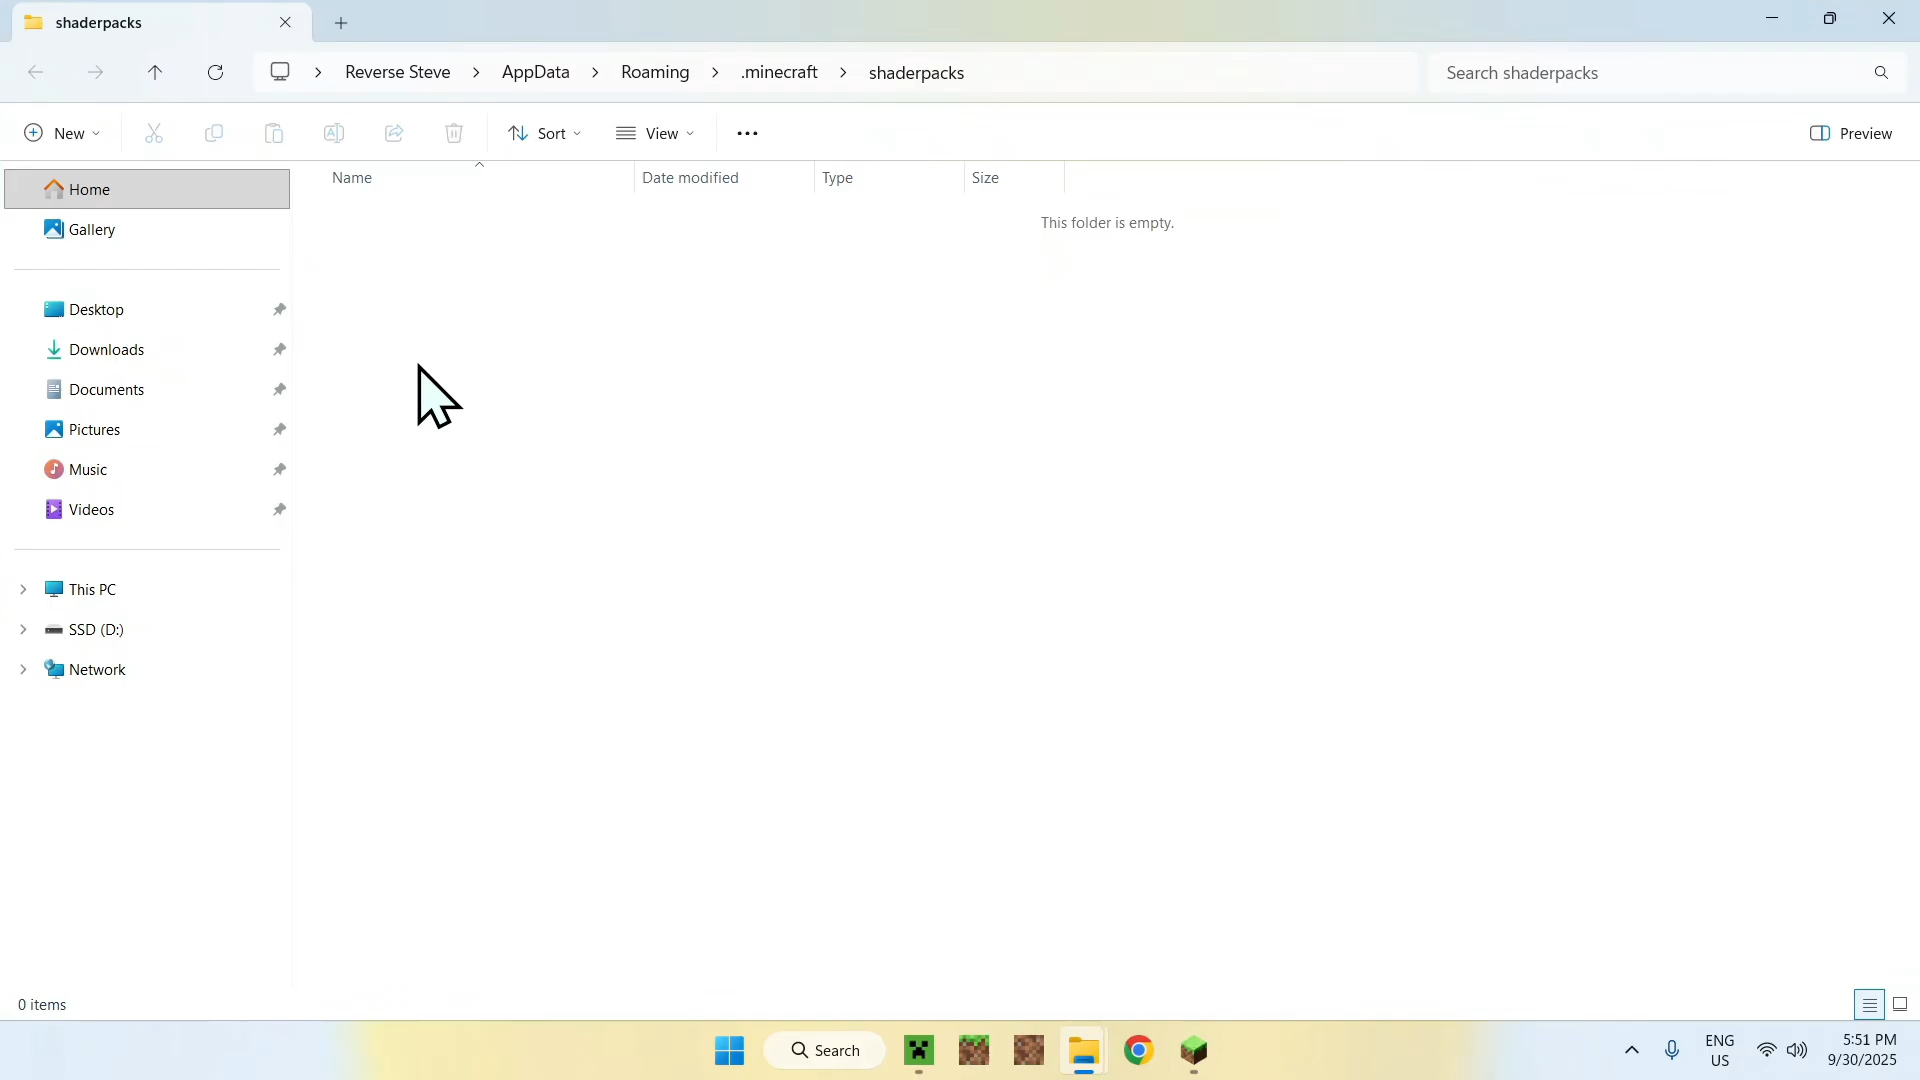 shaderpacks
Reverse Steve > AppData > Roaming > .minecraft > shaderpacks
Search shaderpacks
New
Sort
View
Preview
Home
Gallery
Desktop
Downloads
Documents
Pictures
Music
Videos
This PC
SSD (D:)
Network
Name
Date modified
Type
Size
This folder is empty.
0 items
Search
ENG
US
5:51 PM
9/30/2025